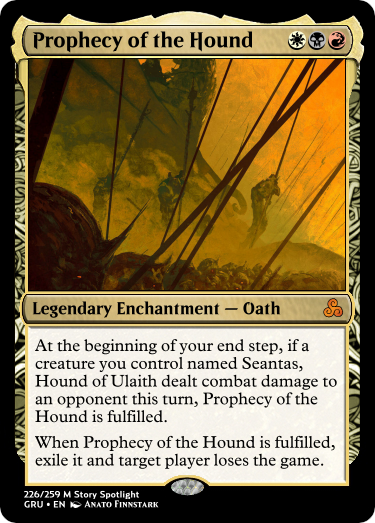 Prophecy of the Hound
Legendary Enchantment — Oath
At the beginning of your end step, if a
creature you control named Seantas,
Hound of Ulaith dealt combat damage to
an opponent this turn, Prophecy of the
Hound is fulfilled.
When Prophecy of the Hound is fulfilled,
exile it and target player loses the game.
226/259 M Story Spotlight
GRU • EN Anato Finnstark